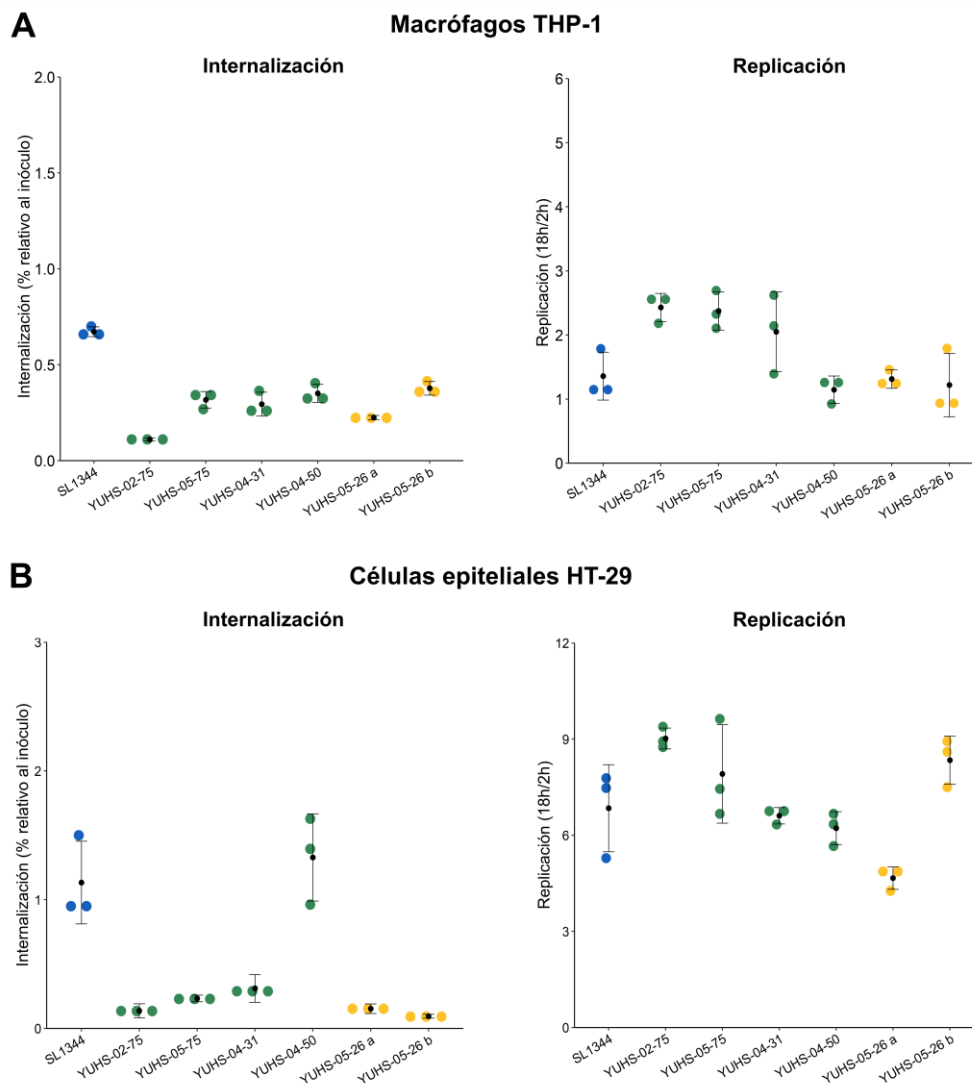 A
Macrófagos THP-1
Internalización
Internalización (% relativo al inóculo)
2.0
1.5
1.0
0.5
0.0
SL1344
YUHS-02-75
YUHS-05-75
YUHS-04-31
YUHS-04-50
YUHS-05-26 a
YUHS-05-26 b
Replicación
Replicación (18h/2h)
6
5
4
3
2
1
0
SL1344
YUHS-02-75
YUHS-05-75
YUHS-04-31
YUHS-04-50
YUHS-05-26 a
YUHS-05-26 b
B
Células epiteliales HT-29
Internalización
Internalización (% relativo al inóculo)
3
2
1
0
SL1344
YUHS-02-75
YUHS-05-75
YUHS-04-31
YUHS-04-50
YUHS-05-26 a
YUHS-05-26 b
Replicación
Replicación (18h/2h)
12
9
6
3
0
SL1344
YUHS-02-75
YUHS-05-75
YUHS-04-31
YUHS-04-50
YUHS-05-26 a
YUHS-05-26 b